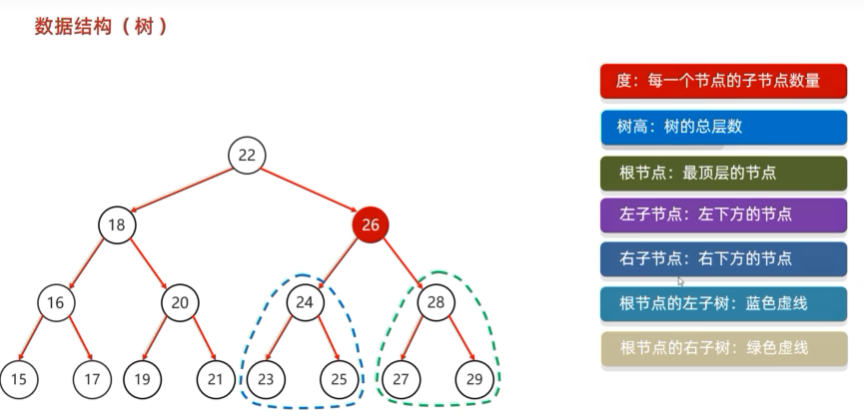 数据结构（树）
度：每一个节点的子节点数量
树高：树的总层数
根节点：最顶层的节点
左子节点：左下方的节点
右子节点：右下方的节点
根节点的左子树：蓝色虚线
根节点的右子树：绿色虚线
22
18 26
16 20 24 28
15 17 19 21 23 25 27 29